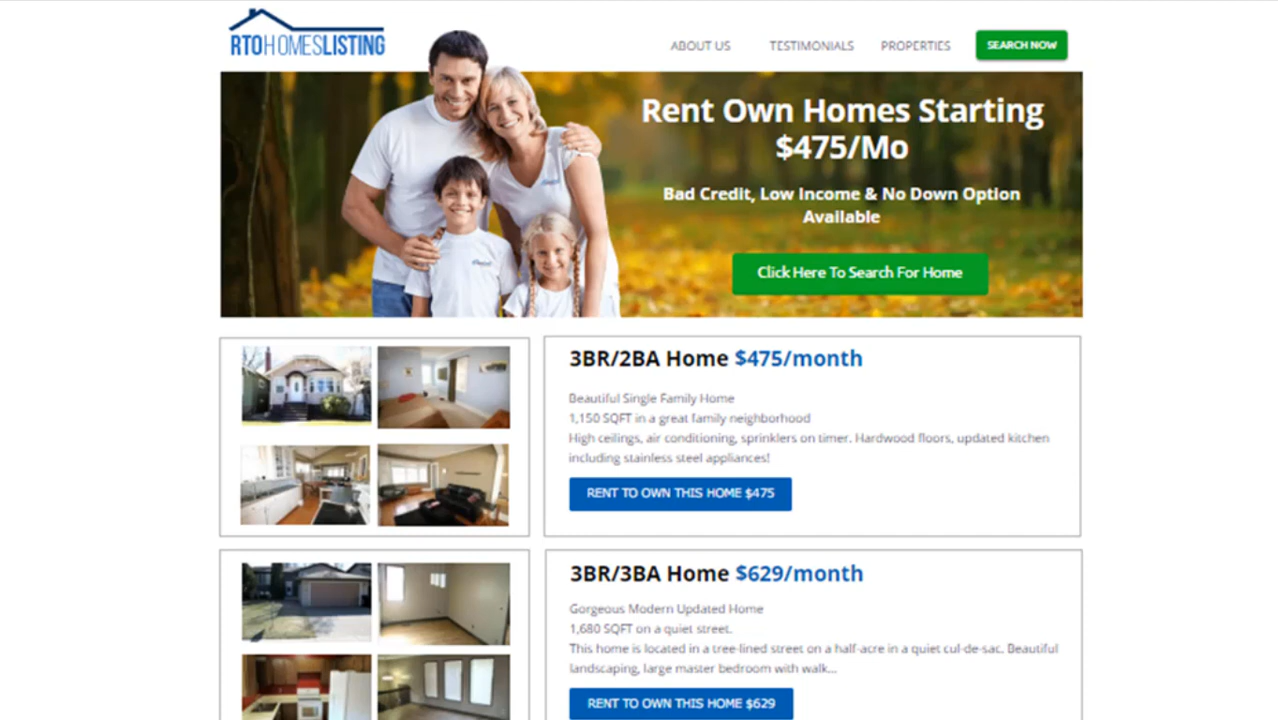 RTOHOMESLISTING
ABOUT US
TESTIMONIALS
PROPERTIES
SEARCH NOW
Rent Own Homes Starting
$475/Mo
Bad Credit, Low Income & No Down Option
Available
Click Here To Search For Home
3BR/2BA Home $475/month
Beautiful Single Family Home
1,150 SQFT in a great family neighborhood
High ceilings, air conditioning, sprinklers on timer. Hardwood floors, updated kitchen
including stainless steel appliances!
RENT TO OWN THIS HOME $475
3BR/3BA Home $629/month
Gorgeous Modern Updated Home
1,680 SQFT on a quiet street.
This home is located in a tree-lined street on a half-acre in a quiet cul-de-sac. Beautiful
landscaping, large master bedroom with walk...
RENT TO OWN THIS HOME $629